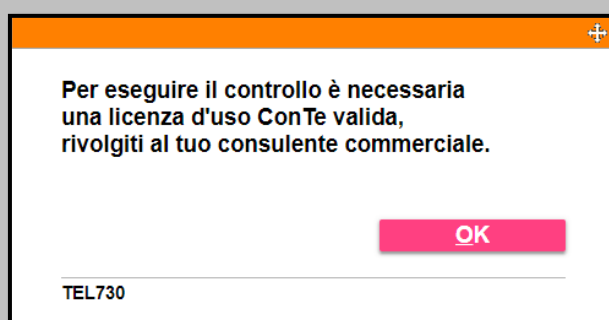 Per eseguire il controllo è necessaria
una licenza d'uso ConTe valida,
rivolgiti al tuo consulente commerciale.
OK
TEL730